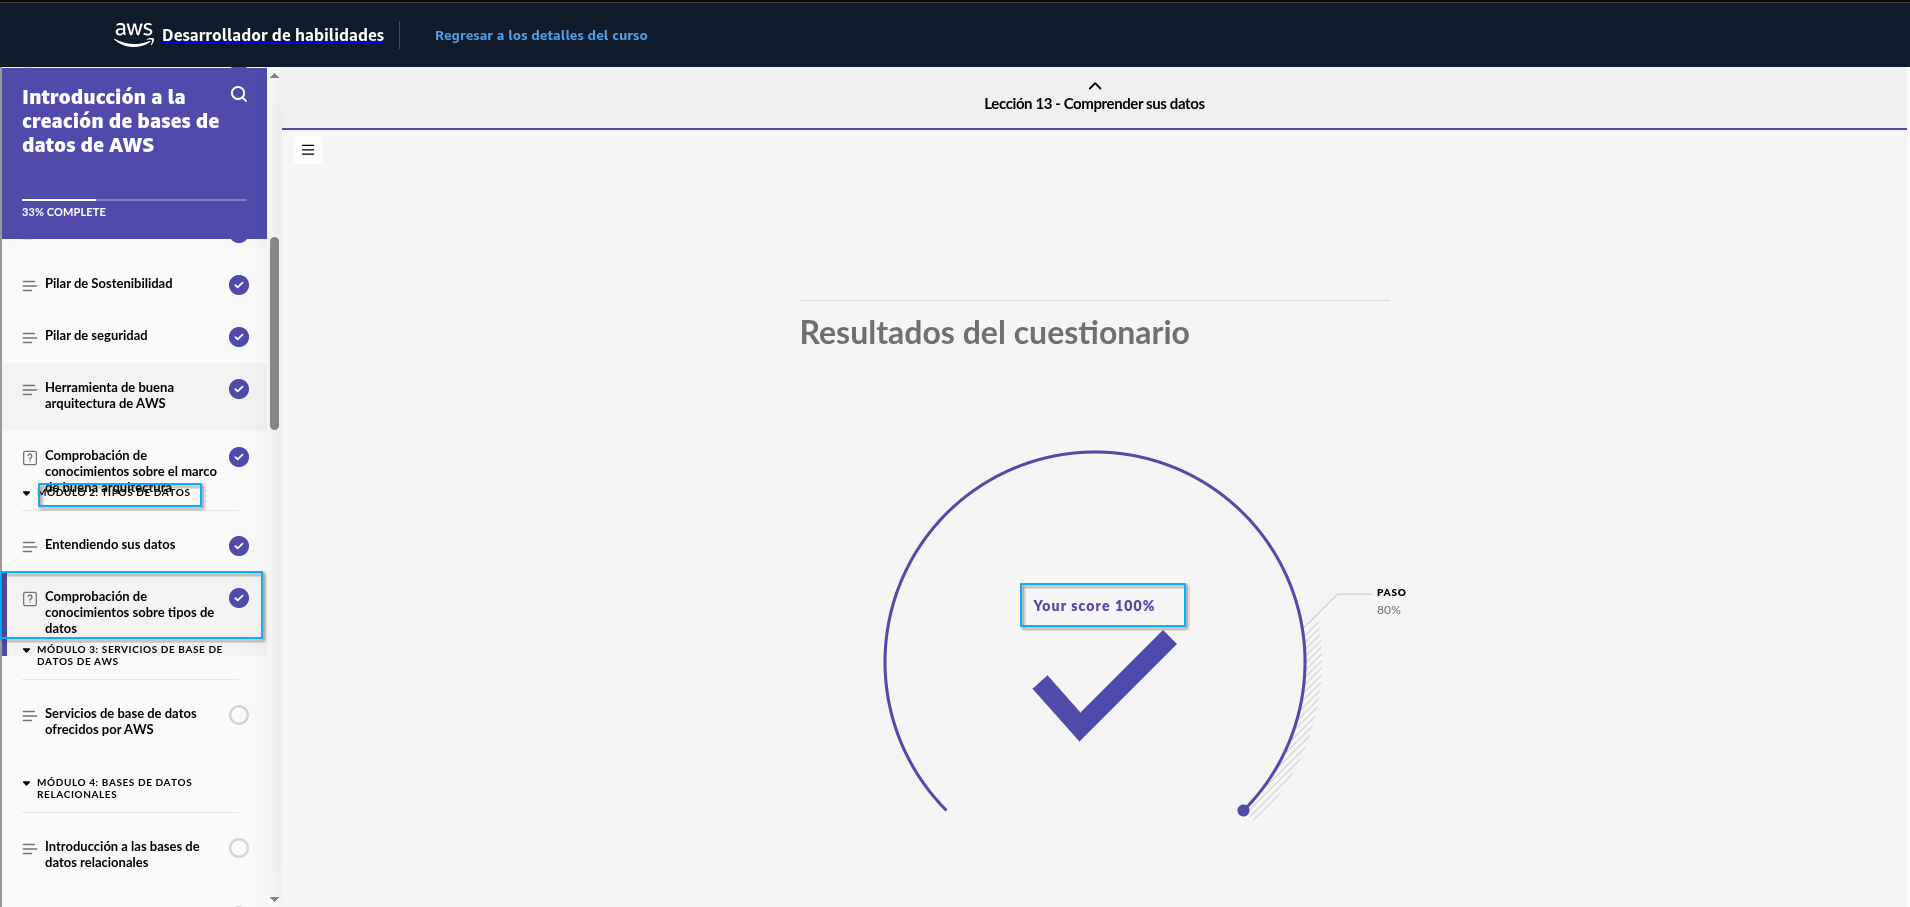 aws Desarrollador de habilidades
Regresar a los detalles del curso
Introducción a la
creación de bases de
datos de AWS
33% COMPLETE
Pilar de Sostenibilidad
Pilar de seguridad
Herramienta de buena
arquitectura de AWS
Comprobación de
conocimientos sobre el marco
de buena arquitectura
MÓDULO 2: TIPOS DE DATOS
Entendiendo sus datos
Comprobación de
conocimientos sobre tipos de
datos
MÓDULO 3: SERVICIOS DE BASE DE
DATOS DE AWS
Servicios de base de datos
ofrecidos por AWS
MÓDULO 4: BASES DE DATOS
RELACIONALES
Introducción a las bases de
datos relacionales
Lección 13 - Comprender sus datos
Resultados del cuestionario
Your score 100%
PASO
80%